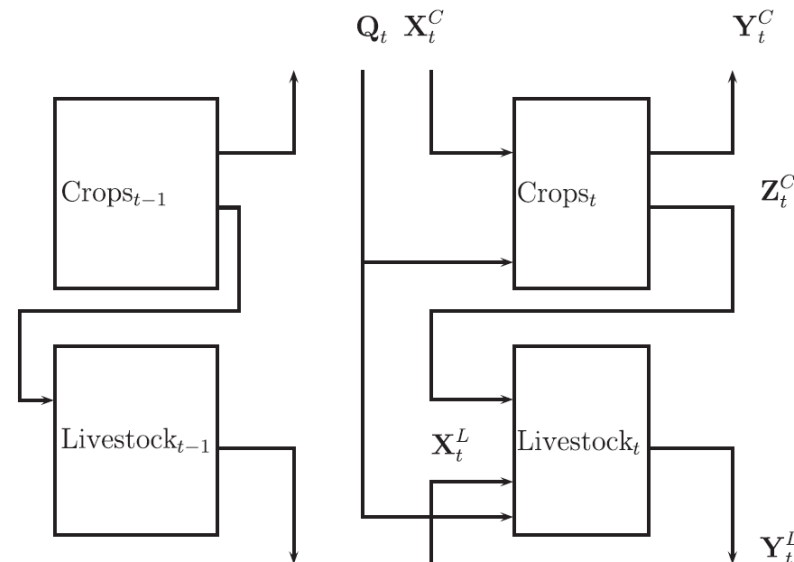 Q_t X_t^C Y_t^C
Crops_{t−1} Crops_t Z_t^C
Livestock_{t−1} X_t^L Livestock_t
Y_t^L